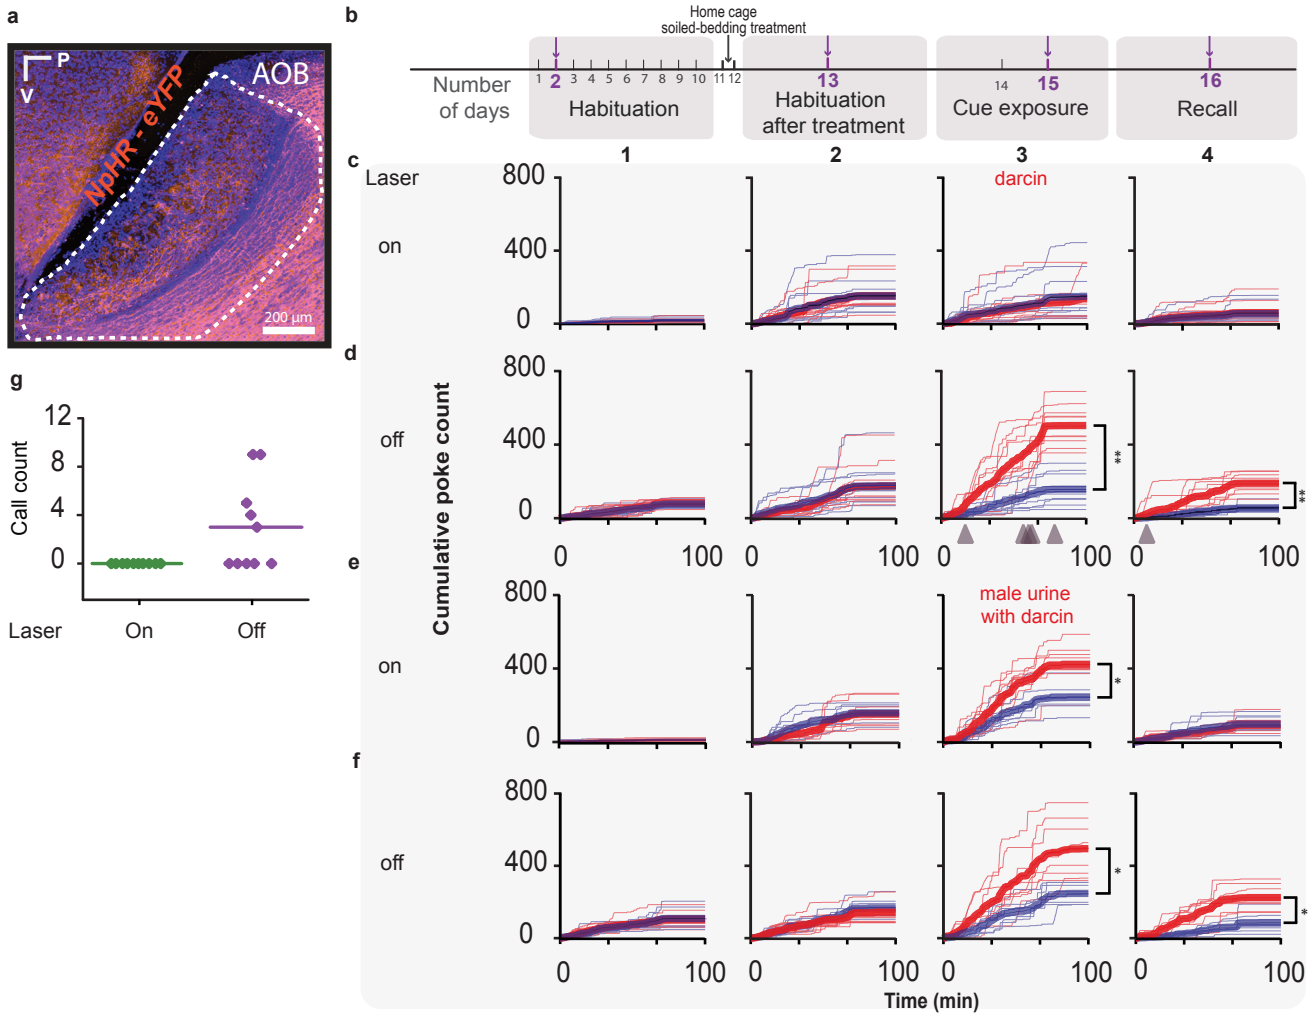 a
P
V
NpHR - eYFP
AOB
200 µm
b
Home cage
soiled-bedding treatment
Number
of days
1 2 3 4 5 6 7 8 9 10 11 12 13 14 15 16
Habituation
Habituation
after treatment
Cue exposure
Recall
1 2 3 4
c
Laser
on
800
400
0
darcin
d
off
Cumulative poke count
800
400
0
**
**
0 100 0 100 0 100 0 100
e
on
800
400
0
male urine
with darcin
*
f
off
800
400
0
*
*
0 100 0 100 0 100 0 100
Time (min)
g
Call count
12
8
4
0
Laser On Off